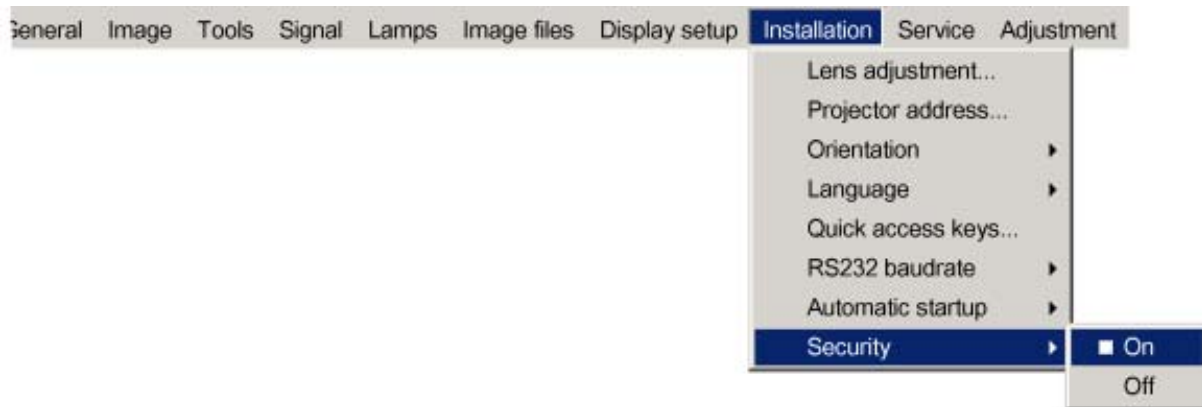 General Image Tools Signal Lamps Image files Display setup Installation Service Adjustment
Lens adjustment...
Projector address...
Orientation
Language
Quick access keys...
RS232 baudrate
Automatic startup
Security On
Off